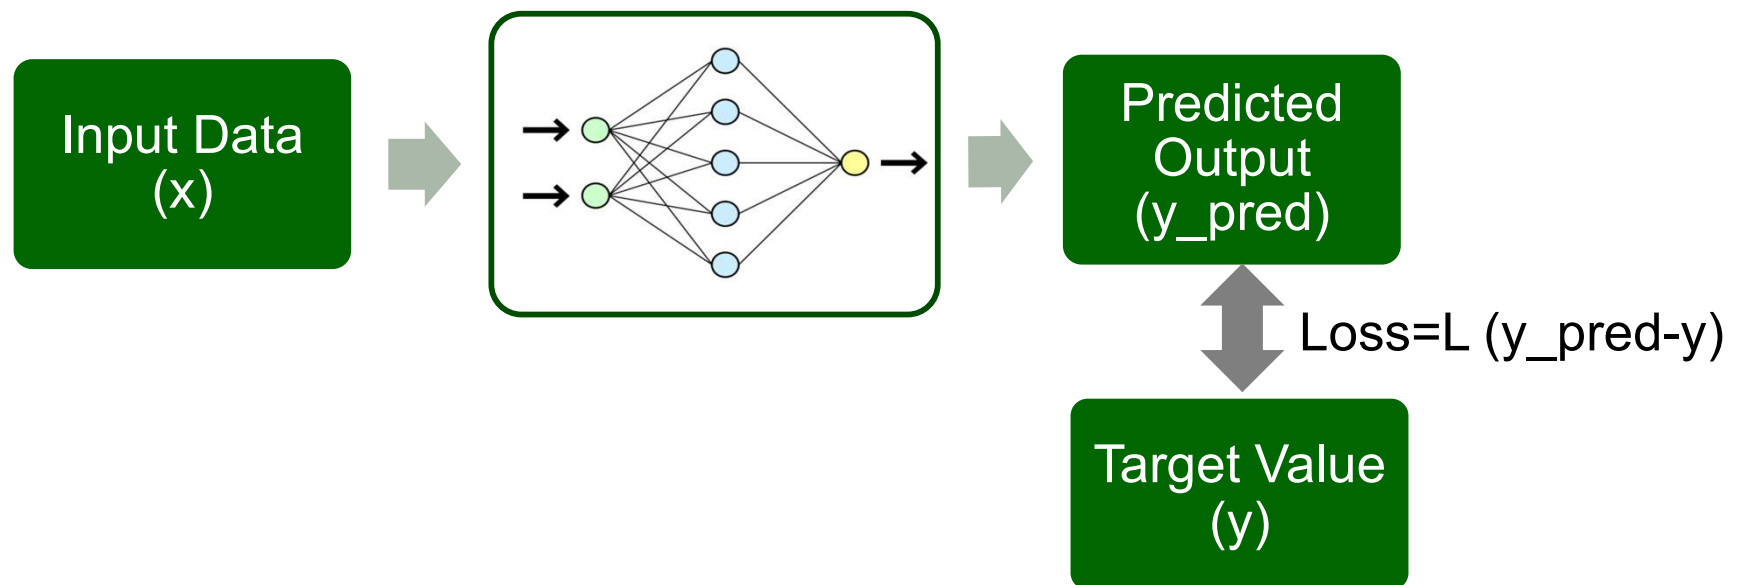 Input Data
(x)
Predicted
Output
(y_pred)
Loss=L (y_pred-y)
Target Value
(y)